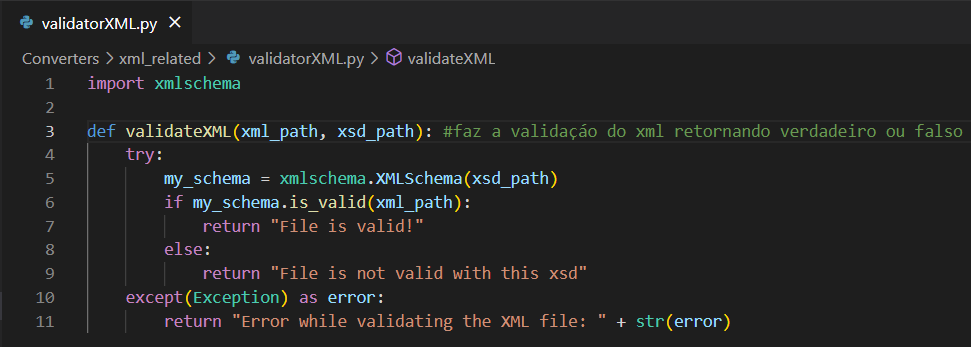 validatorXML.py ×
Converters > xml_related > validatorXML.py > validateXML
1 import xmlschema
2
3 def validateXML(xml_path, xsd_path): #faz a validaçáo do xml retornando verdadeiro ou falso
4 try:
5 my_schema = xmlschema.XMLSchema(xsd_path)
6 if my_schema.is_valid(xml_path):
7 return "File is valid!"
8 else:
9 return "File is not valid with this xsd"
10 except(Exception) as error:
11 return "Error while validating the XML file: " + str(error)